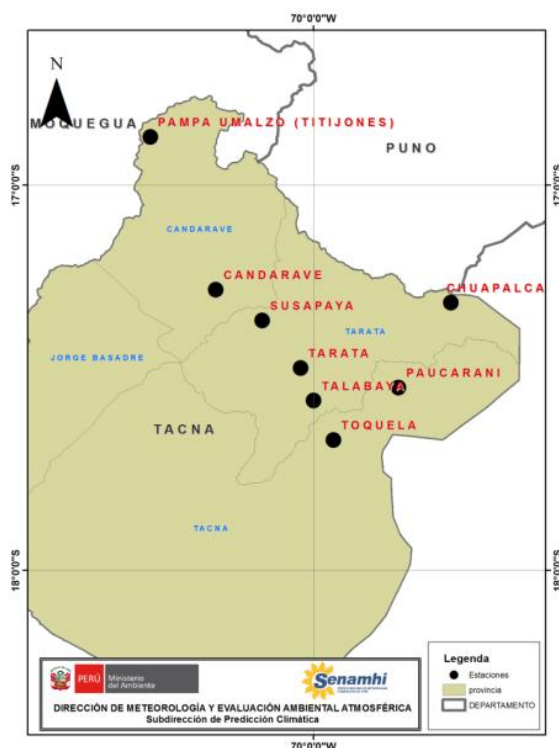 70°0'0"W
N
MOQUEGUA
PAMPA UMALZO (TITIJONES)
PUNO
17°0'0"S
17°0'0"S
CANDARAVE
CANDARAVE
CHUAPALCA
SUSAPAYA
TARATA
JORGE BASADRE
TARATA
PAUCARANI
TALABAYA
TACNA
TOQUELA
TACNA
18°0'0"S
18°0'0"S
Legenda
Estaciones
provincia
DEPARTAMENTO
PERÚ
Ministerio
del Ambiente
Senamhi
DIRECCIÓN DE METEOROLOGÍA Y EVALUACIÓN AMBIENTAL ATMOSFÉRICA
Subdirección de Predicción Climática
70°0'0"W